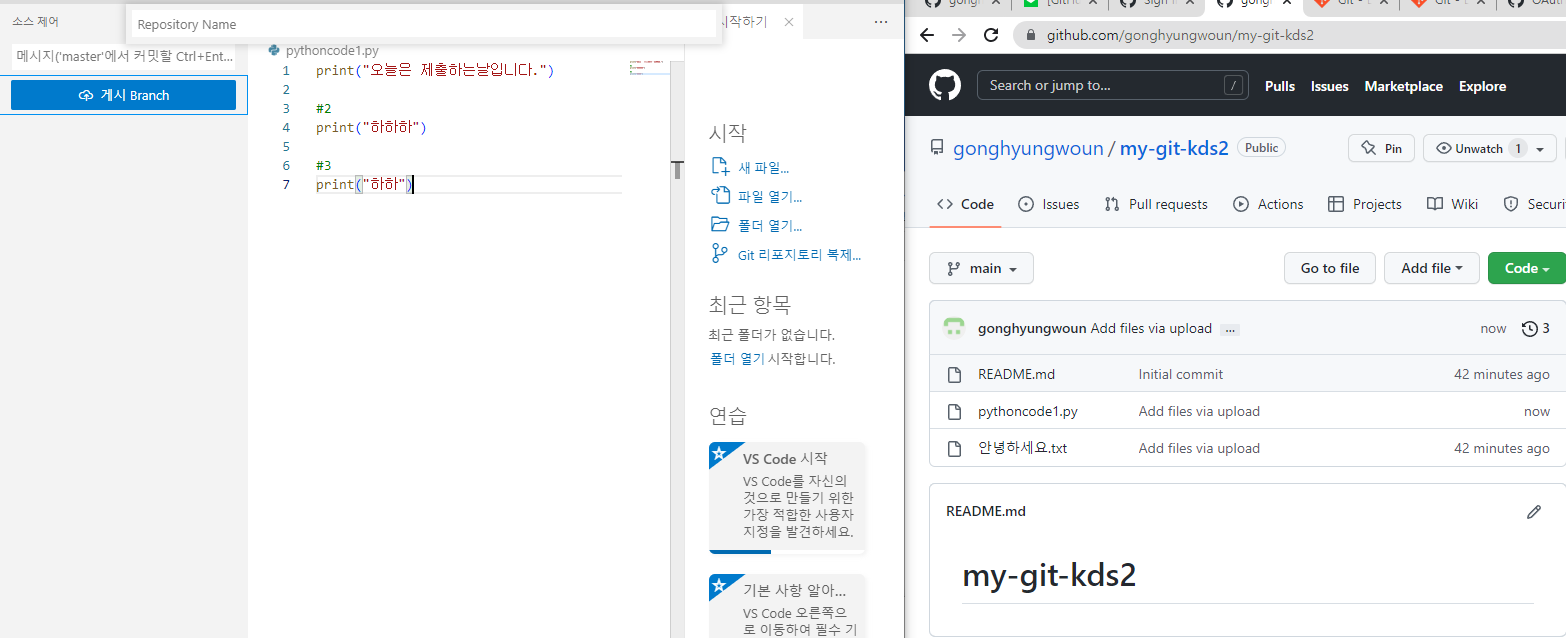 소스 제어
Repository Name
시작하기
메시지('master'에서 커밋할 Ctrl+Ent...
게시 Branch
pythoncode1.py
1 print("오늘은 제출하는날입니다.")
2
3 #2
4 print("하하하")
5
6 #3
7 print("하하")
시작
새 파일...
파일 열기...
폴더 열기...
Git 리포지토리 복제...
최근 항목
최근 폴더가 없습니다.
폴더 열기 시작합니다.
연습
VS Code 시작
VS Code를 자신의
것으로 만들기 위한
가장 적합한 사용자
지정을 발견하세요.
기본 사항 알아...
VS Code 오른쪽으
로 이동하여 필수 기
github.com/gonghyungwoun/my-git-kds2
Search or jump to... /
Pulls Issues Marketplace Explore
gonghyungwoun / my-git-kds2 Public
Pin Unwatch 1
Code Issues Pull requests Actions Projects Wiki Securi
main Go to file Add file Code
gonghyungwoun Add files via upload ... now 3
README.md Initial commit 42 minutes ago
pythoncode1.py Add files via upload now
안녕하세요.txt Add files via upload 42 minutes ago
README.md
my-git-kds2